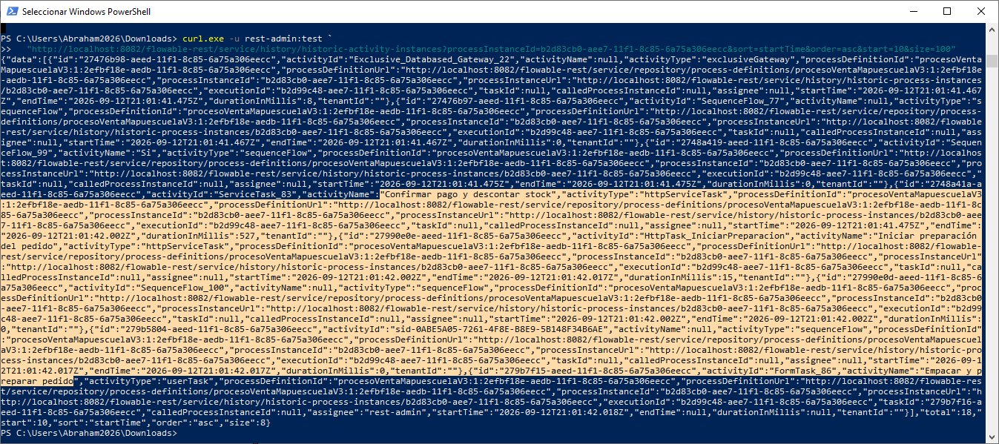 Seleccionar Windows PowerShell
PS C:\Users\Abraham2026\Downloads> curl.exe -u rest-admin:test `
>>   "http://localhost:8082/flowable-rest/service/history/historic-activity-instances?processInstanceId=b2d83cb0-aee7-11f1-8c85-6a75a306eecc&sort=startTime&order=asc&start=10&size=100"
{"data":[{"id":"27476b98-aeed-11f1-8c85-6a75a306eecc","activityId":"Exclusive_Databased_Gateway_22","activityName":null,"activityType":"exclusiveGateway","processDefinitionId":"procesoVenta
MapuescuelaV3:1:2efbf18e-aedb-11f1-8c85-6a75a306eecc","processDefinitionUrl":"http://localhost:8082/flowable-rest/service/repository/process-definitions/procesoVentaMapuescuelaV3:1:2efbf18e
-aedb-11f1-8c85-6a75a306eecc","processInstanceId":"b2d83cb0-aee7-11f1-8c85-6a75a306eecc","processInstanceUrl":"http://localhost:8082/flowable-rest/service/history/historic-process-instances
/b2d83cb0-aee7-11f1-8c85-6a75a306eecc","executionId":"b2d99c48-aee7-11f1-8c85-6a75a306eecc","taskId":null,"calledProcessInstanceId":null,"assignee":null,"startTime":"2026-09-12T21:01:41.467
Z","endTime":"2026-09-12T21:01:41.475Z","durationInMillis":8,"tenantId":""},{"id":"27476b97-aeed-11f1-8c85-6a75a306eecc","activityId":"SequenceFlow_77","activityName":null,"activityType":"s
equenceFlow","processDefinitionId":"procesoVentaMapuescuelaV3:1:2efbf18e-aedb-11f1-8c85-6a75a306eecc","processDefinitionUrl":"http://localhost:8082/flowable-rest/service/repository/process-
definitions/procesoVentaMapuescuelaV3:1:2efbf18e-aedb-11f1-8c85-6a75a306eecc","processInstanceId":"b2d83cb0-aee7-11f1-8c85-6a75a306eecc","processInstanceUrl":"http://localhost:8082/flowable
-rest/service/history/historic-process-instances/b2d83cb0-aee7-11f1-8c85-6a75a306eecc","executionId":"b2d99c48-aee7-11f1-8c85-6a75a306eecc","taskId":null,"calledProcessInstanceId":null,"ass
ignee":null,"startTime":"2026-09-12T21:01:41.467Z","endTime":"2026-09-12T21:01:41.467Z","durationInMillis":0,"tenantId":""},{"id":"2748a419-aeed-11f1-8c85-6a75a306eecc","activityId":"Sequen
ceFlow_99","activityName":"Si","activityType":"sequenceFlow","processDefinitionId":"procesoVentaMapuescuelaV3:1:2efbf18e-aedb-11f1-8c85-6a75a306eecc","processDefinitionUrl":"http://localhos
t:8082/flowable-rest/service/repository/process-definitions/procesoVentaMapuescuelaV3:1:2efbf18e-aedb-11f1-8c85-6a75a306eecc","processInstanceId":"b2d83cb0-aee7-11f1-8c85-6a75a306eecc","pro
cessInstanceUrl":"http://localhost:8082/flowable-rest/service/history/historic-process-instances/b2d83cb0-aee7-11f1-8c85-6a75a306eecc","executionId":"b2d99c48-aee7-11f1-8c85-6a75a306eecc","
taskId":null,"calledProcessInstanceId":null,"assignee":null,"startTime":"2026-09-12T21:01:41.475Z","endTime":"2026-09-12T21:01:41.475Z","durationInMillis":0,"tenantId":""},{"id":"2748a41a-a
eed-11f1-8c85-6a75a306eecc","activityId":"ServiceTask_83","activityName":"Confirmar pago y descontar stock","activityType":"httpServiceTask","processDefinitionId":"procesoVentaMapuescuelaV3
:1:2efbf18e-aedb-11f1-8c85-6a75a306eecc","processDefinitionUrl":"http://localhost:8082/flowable-rest/service/repository/process-definitions/procesoVentaMapuescuelaV3:1:2efbf18e-aedb-11f1-8c
85-6a75a306eecc","processInstanceId":"b2d83cb0-aee7-11f1-8c85-6a75a306eecc","processInstanceUrl":"http://localhost:8082/flowable-rest/service/history/historic-process-instances/b2d83cb0-aee
7-11f1-8c85-6a75a306eecc","executionId":"b2d99c48-aee7-11f1-8c85-6a75a306eecc","taskId":null,"calledProcessInstanceId":null,"assignee":null,"startTime":"2026-09-12T21:01:41.475Z","endTime":
"2026-09-12T21:01:42.002Z","durationInMillis":527,"tenantId":""},{"id":"27990e0e-aeed-11f1-8c85-6a75a306eecc","activityId":"HttpTask_IniciarPreparacion","activityName":"Iniciar preparación
del pedido","activityType":"httpServiceTask","processDefinitionId":"procesoVentaMapuescuelaV3:1:2efbf18e-aedb-11f1-8c85-6a75a306eecc","processDefinitionUrl":"http://localhost:8082/flowable-
rest/service/repository/process-definitions/procesoVentaMapuescuelaV3:1:2efbf18e-aedb-11f1-8c85-6a75a306eecc","processInstanceId":"b2d83cb0-aee7-11f1-8c85-6a75a306eecc","processInstanceUrl"
:"http://localhost:8082/flowable-rest/service/history/historic-process-instances/b2d83cb0-aee7-11f1-8c85-6a75a306eecc","executionId":"b2d99c48-aee7-11f1-8c85-6a75a306eecc","taskId":null,"ca
lledProcessInstanceId":null,"assignee":null,"startTime":"2026-09-12T21:01:42.002Z","endTime":"2026-09-12T21:01:42.017Z","durationInMillis":15,"tenantId":""},{"id":"27990e0d-aeed-11f1-8c85-6
a75a306eecc","activityId":"SequenceFlow_100","activityName":null,"activityType":"sequenceFlow","processDefinitionId":"procesoVentaMapuescuelaV3:1:2efbf18e-aedb-11f1-8c85-6a75a306eecc","proc
essDefinitionUrl":"http://localhost:8082/flowable-rest/service/repository/process-definitions/procesoVentaMapuescuelaV3:1:2efbf18e-aedb-11f1-8c85-6a75a306eecc","processInstanceId":"b2d83cb0
-aee7-11f1-8c85-6a75a306eecc","processInstanceUrl":"http://localhost:8082/flowable-rest/service/history/historic-process-instances/b2d83cb0-aee7-11f1-8c85-6a75a306eecc","executionId":"b2d99
c48-aee7-11f1-8c85-6a75a306eecc","taskId":null,"calledProcessInstanceId":null,"assignee":null,"startTime":"2026-09-12T21:01:42.002Z","endTime":"2026-09-12T21:01:42.002Z","durationInMillis":
0,"tenantId":""},{"id":"279b5804-aeed-11f1-8c85-6a75a306eecc","activityId":"sid-0ABE5A05-7261-4F8E-B8E9-5B148F34B6AE","activityName":null,"activityType":"sequenceFlow","processDefinitionId"
:"procesoVentaMapuescuelaV3:1:2efbf18e-aedb-11f1-8c85-6a75a306eecc","processDefinitionUrl":"http://localhost:8082/flowable-rest/service/repository/process-definitions/procesoVentaMapuescuel
aV3:1:2efbf18e-aedb-11f1-8c85-6a75a306eecc","processInstanceId":"b2d83cb0-aee7-11f1-8c85-6a75a306eecc","processInstanceUrl":"http://localhost:8082/flowable-rest/service/history/historic-pro
cess-instances/b2d83cb0-aee7-11f1-8c85-6a75a306eecc","executionId":"b2d99c48-aee7-11f1-8c85-6a75a306eecc","taskId":null,"calledProcessInstanceId":null,"assignee":null,"startTime":"2026-09-1
2T21:01:42.017Z","endTime":"2026-09-12T21:01:42.017Z","durationInMillis":0,"tenantId":""},{"id":"279b7f15-aeed-11f1-8c85-6a75a306eecc","activityId":"FormTask_86","activityName":"Empacar y p
reparar pedido","activityType":"userTask","processDefinitionId":"procesoVentaMapuescuelaV3:1:2efbf18e-aedb-11f1-8c85-6a75a306eecc","processDefinitionUrl":"http://localhost:8082/flowable-res
t/service/repository/process-definitions/procesoVentaMapuescuelaV3:1:2efbf18e-aedb-11f1-8c85-6a75a306eecc","processInstanceId":"b2d83cb0-aee7-11f1-8c85-6a75a306eecc","processInstanceUrl":"h
ttp://localhost:8082/flowable-rest/service/history/historic-process-instances/b2d83cb0-aee7-11f1-8c85-6a75a306eecc","executionId":"b2d99c48-aee7-11f1-8c85-6a75a306eecc","taskId":"279b7f16-a
eed-11f1-8c85-6a75a306eecc","calledProcessInstanceId":null,"assignee":"rest-admin","startTime":"2026-09-12T21:01:42.018Z","endTime":null,"durationInMillis":null,"tenantId":""}],"total":18,"
start":10,"sort":"startTime","order":"asc","size":8}
PS C:\Users\Abraham2026\Downloads>